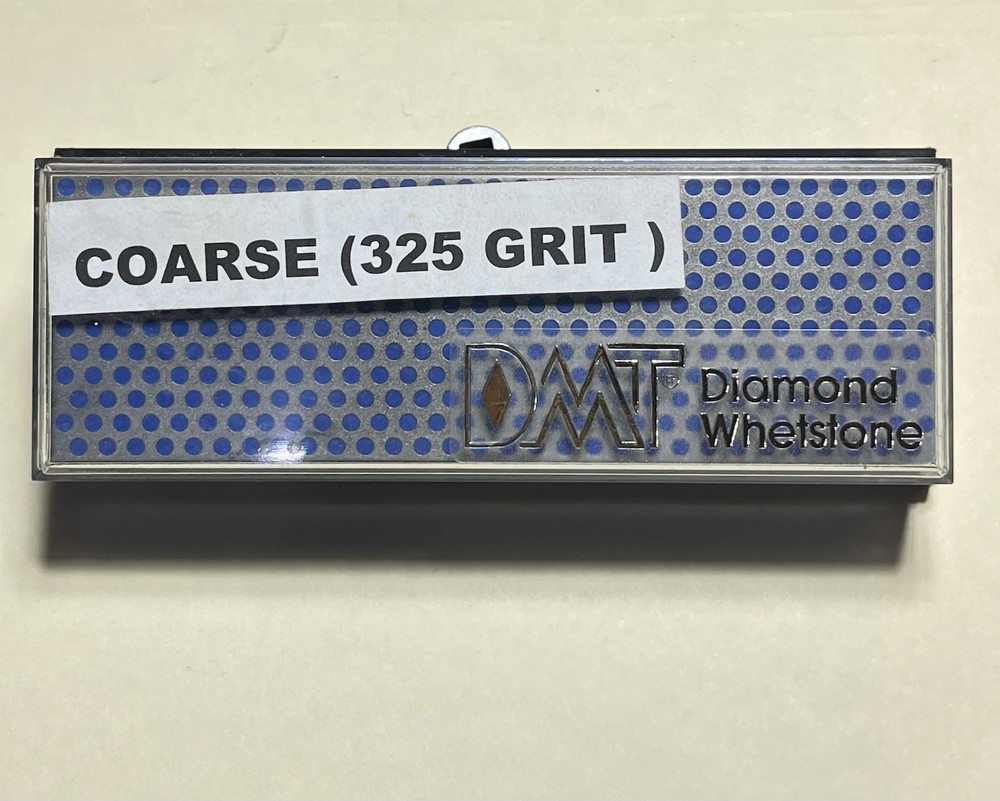 COARSE (325 GRIT )
DMT® Diamond
Whetstone